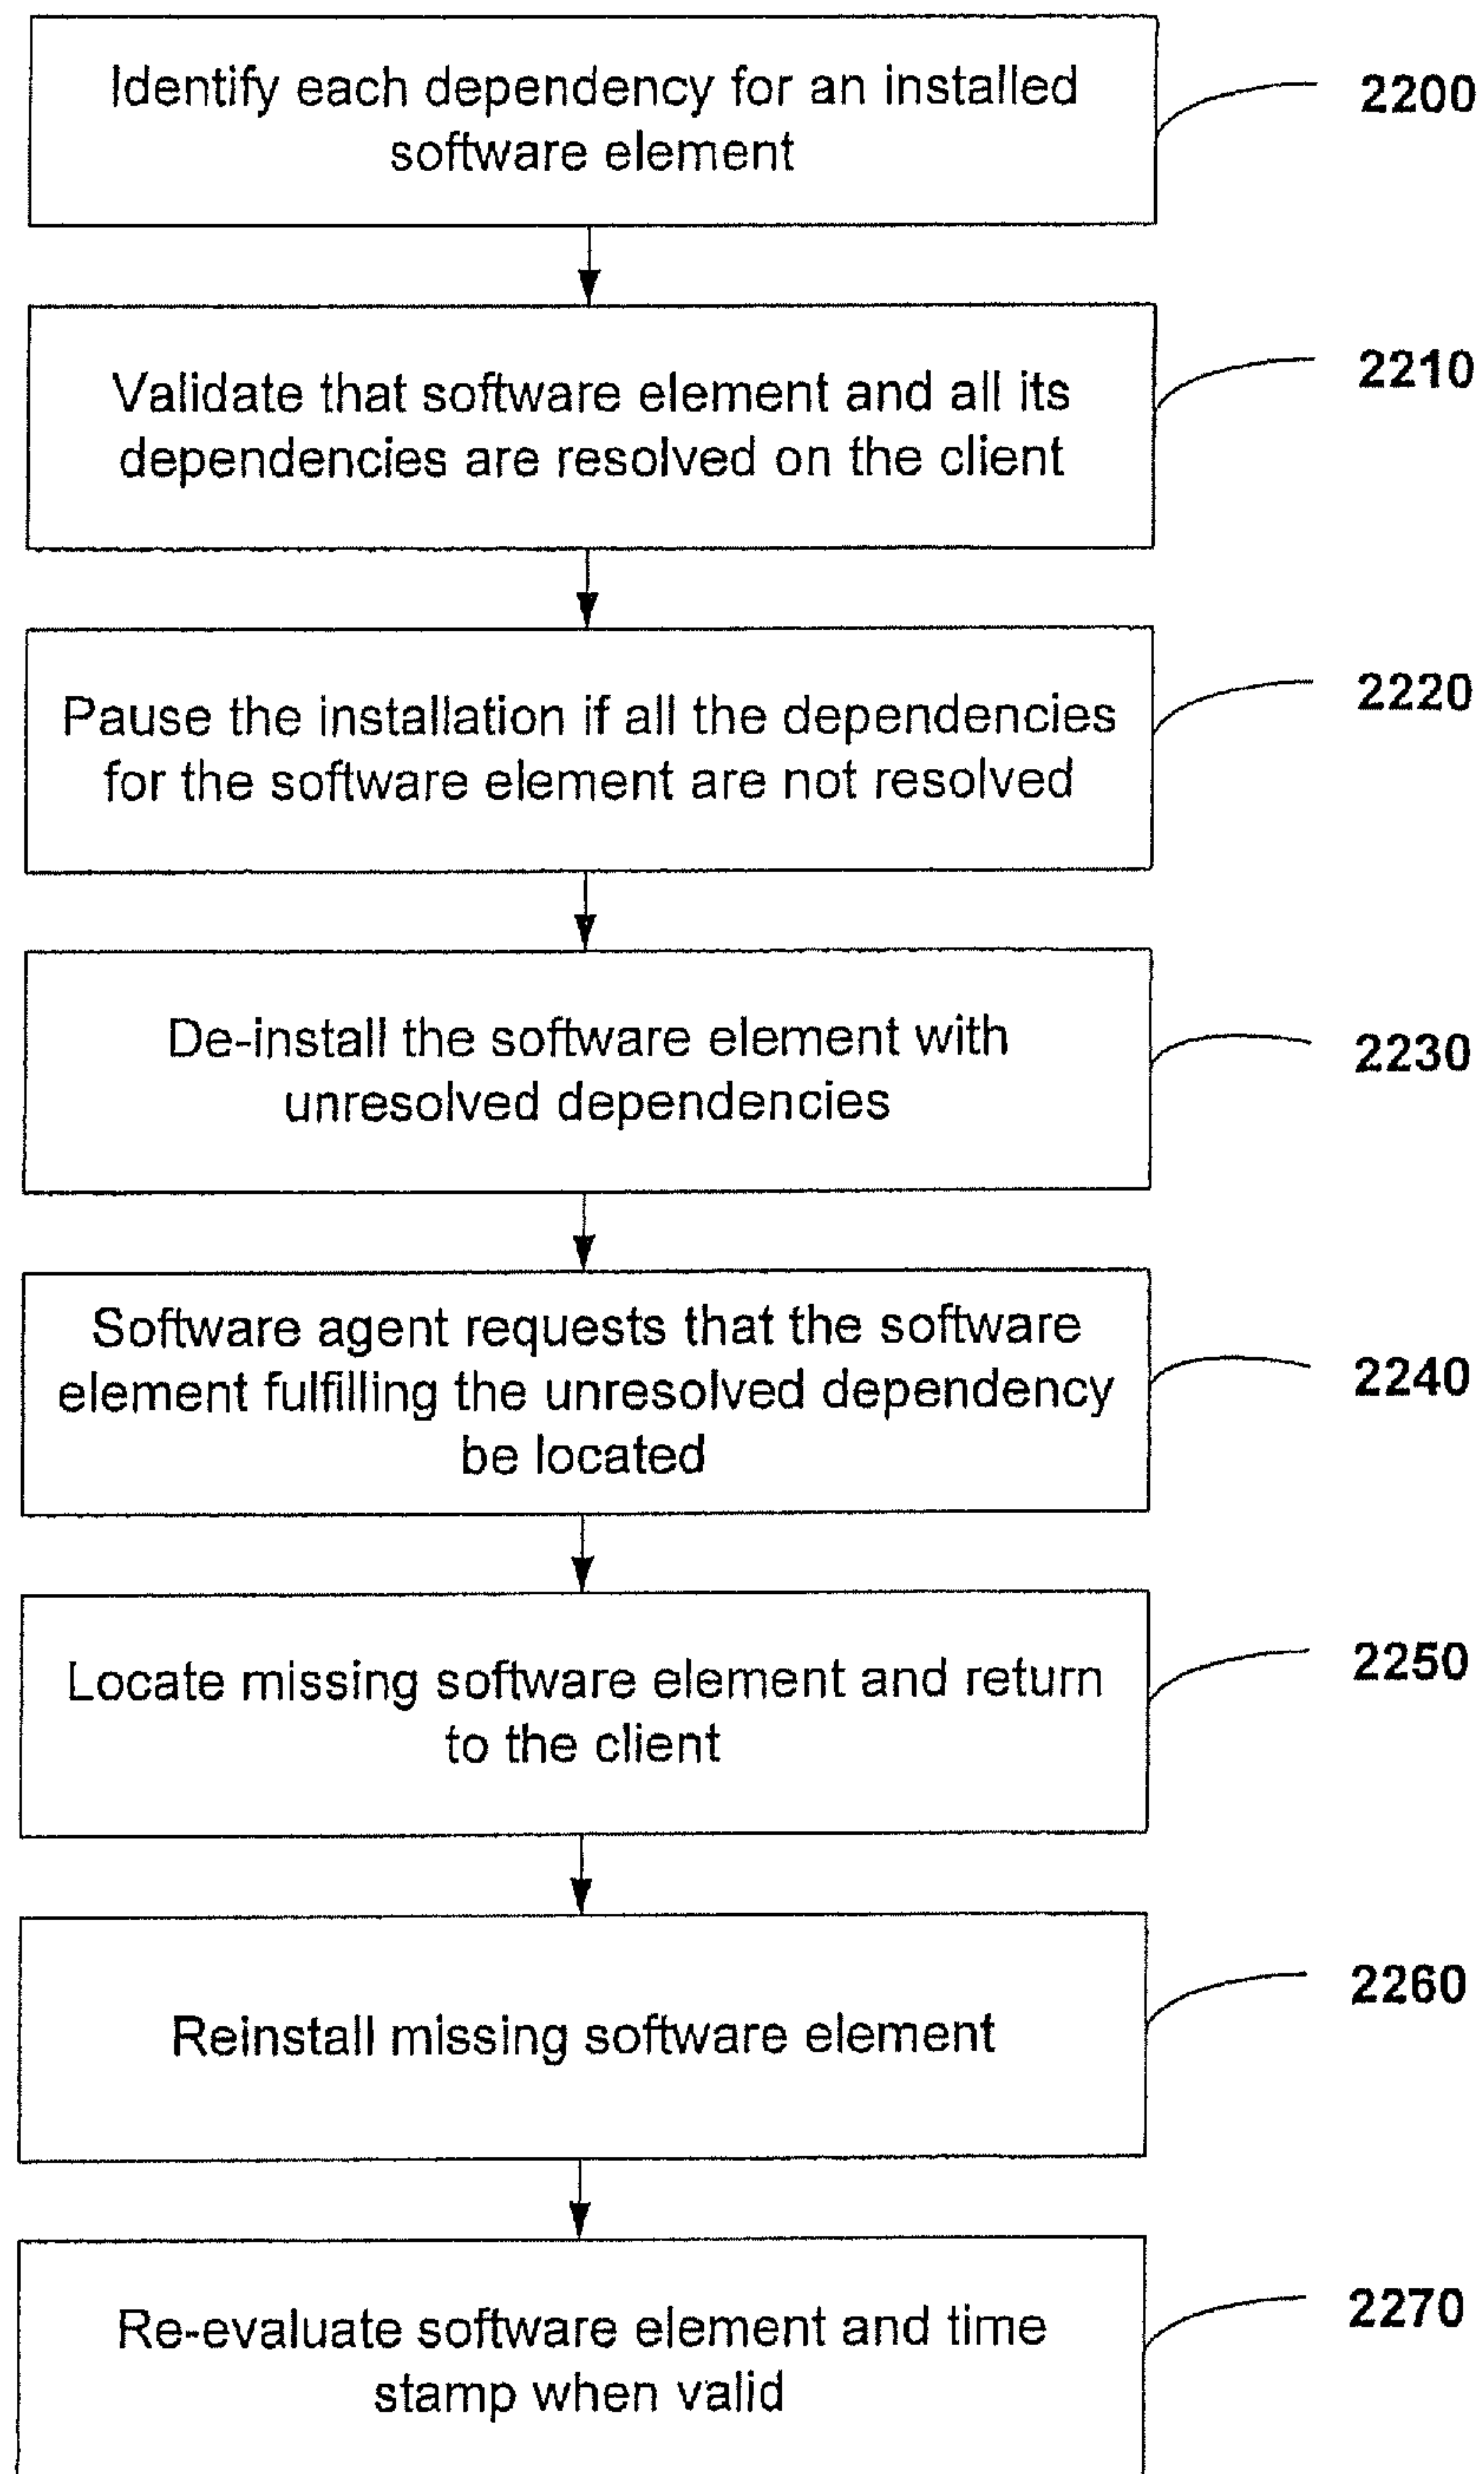 Identify each dependency for an installed
software element
2200
Validate that software element and all its
dependencies are resolved on the client
2210
Pause the installation if all the dependencies
for the software element are not resolved
2220
De-install the software element with
unresolved dependencies
2230
Software agent requests that the software
element fulfilling the unresolved dependency
be located
2240
Locate missing software element and return
to the client
2250
Reinstall missing software element
2260
Re-evaluate software element and time
stamp when valid
2270